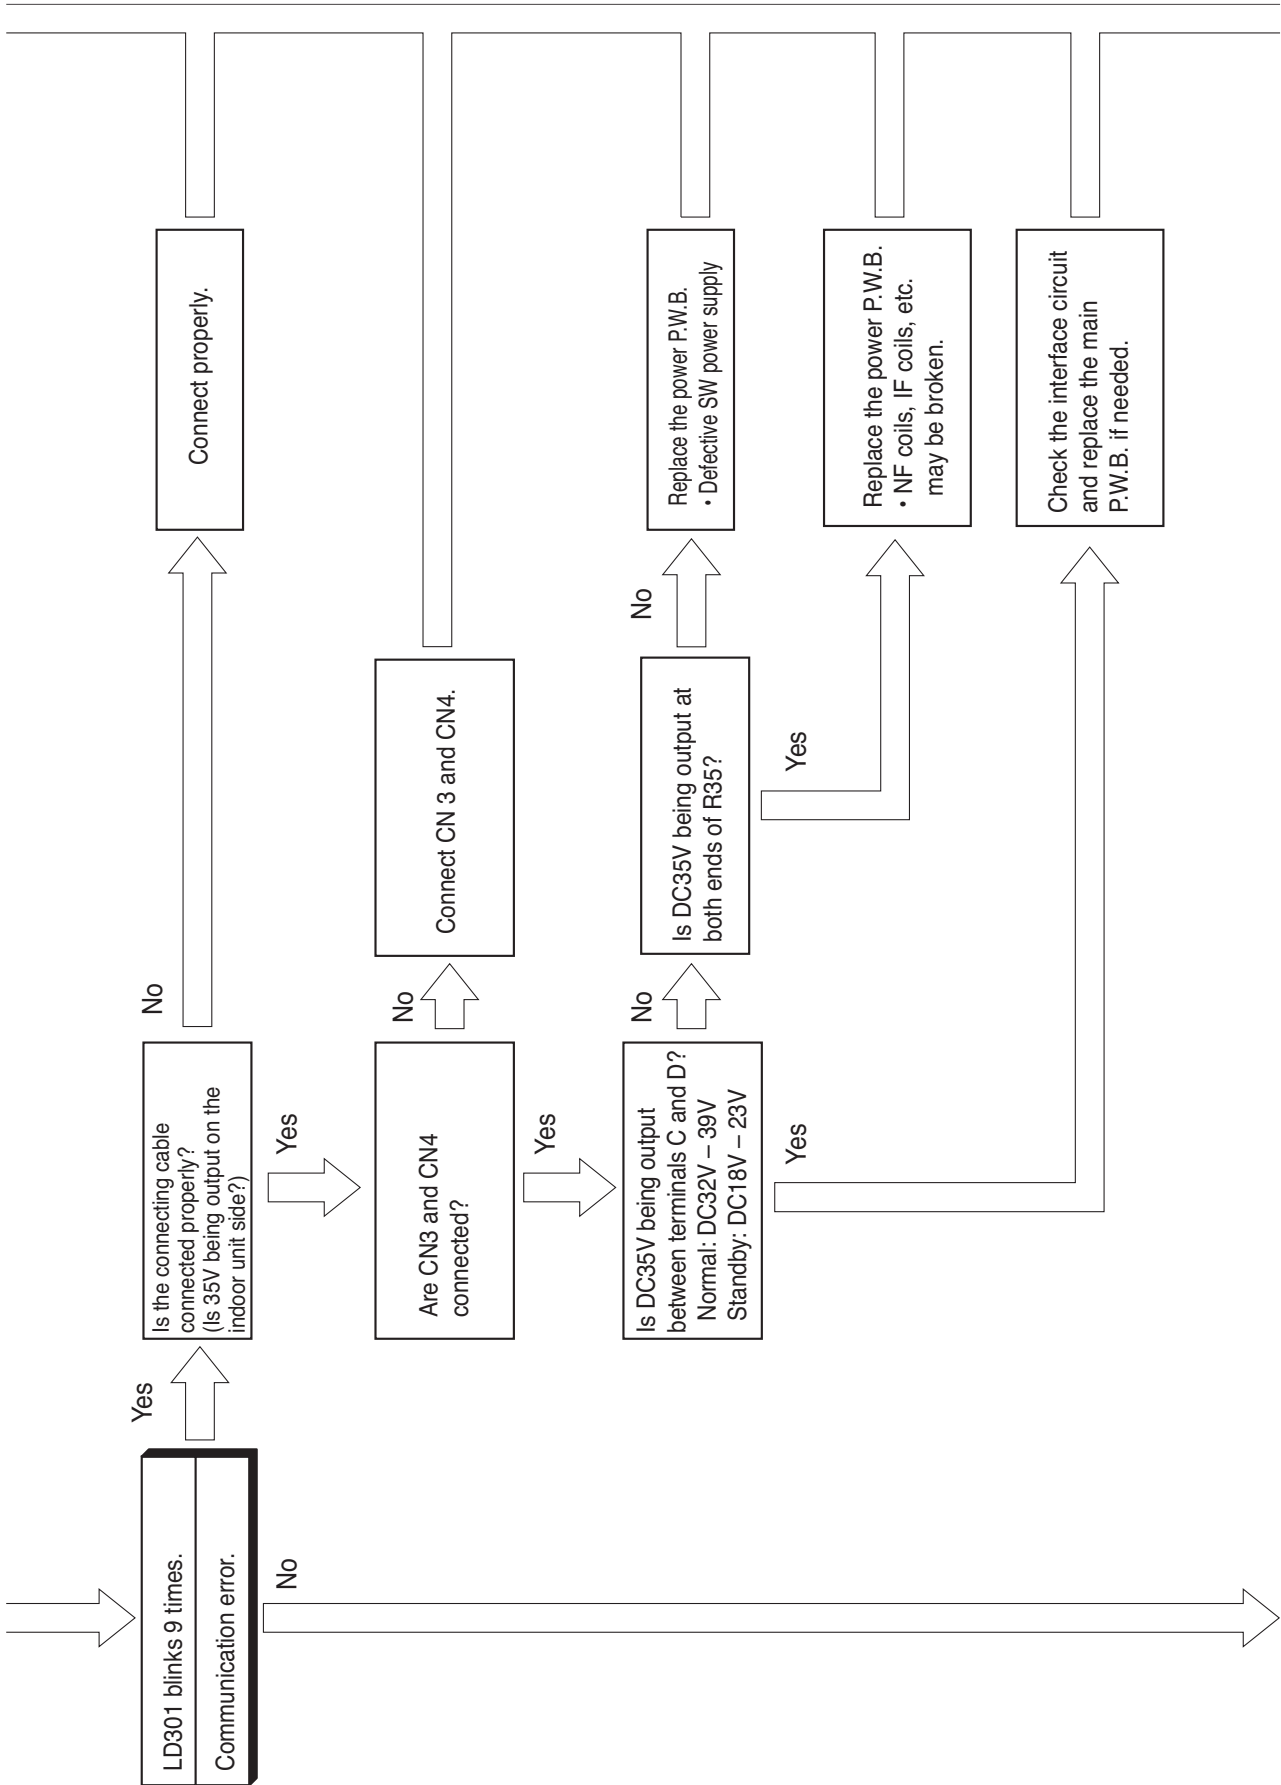 LD301 blinks 9 times.
Communication error.
Yes
No
Is the connecting cable
connected properly?
(Is 35V being output on the
indoor unit side?)
No
Connect properly.
Yes
Are CN3 and CN4
connected?
No
Connect CN 3 and CN4.
Yes
Is DC35V being output
between terminals C and D?
Normal: DC32V – 39V
Standby: DC18V – 23V
No
Is DC35V being output at
both ends of R35?
No
Replace the power P.W.B.
• Defective SW power supply
Yes
Replace the power P.W.B.
• NF coils, IF coils, etc.
may be broken.
Yes
Check the interface circuit
and replace the main
P.W.B. if needed.